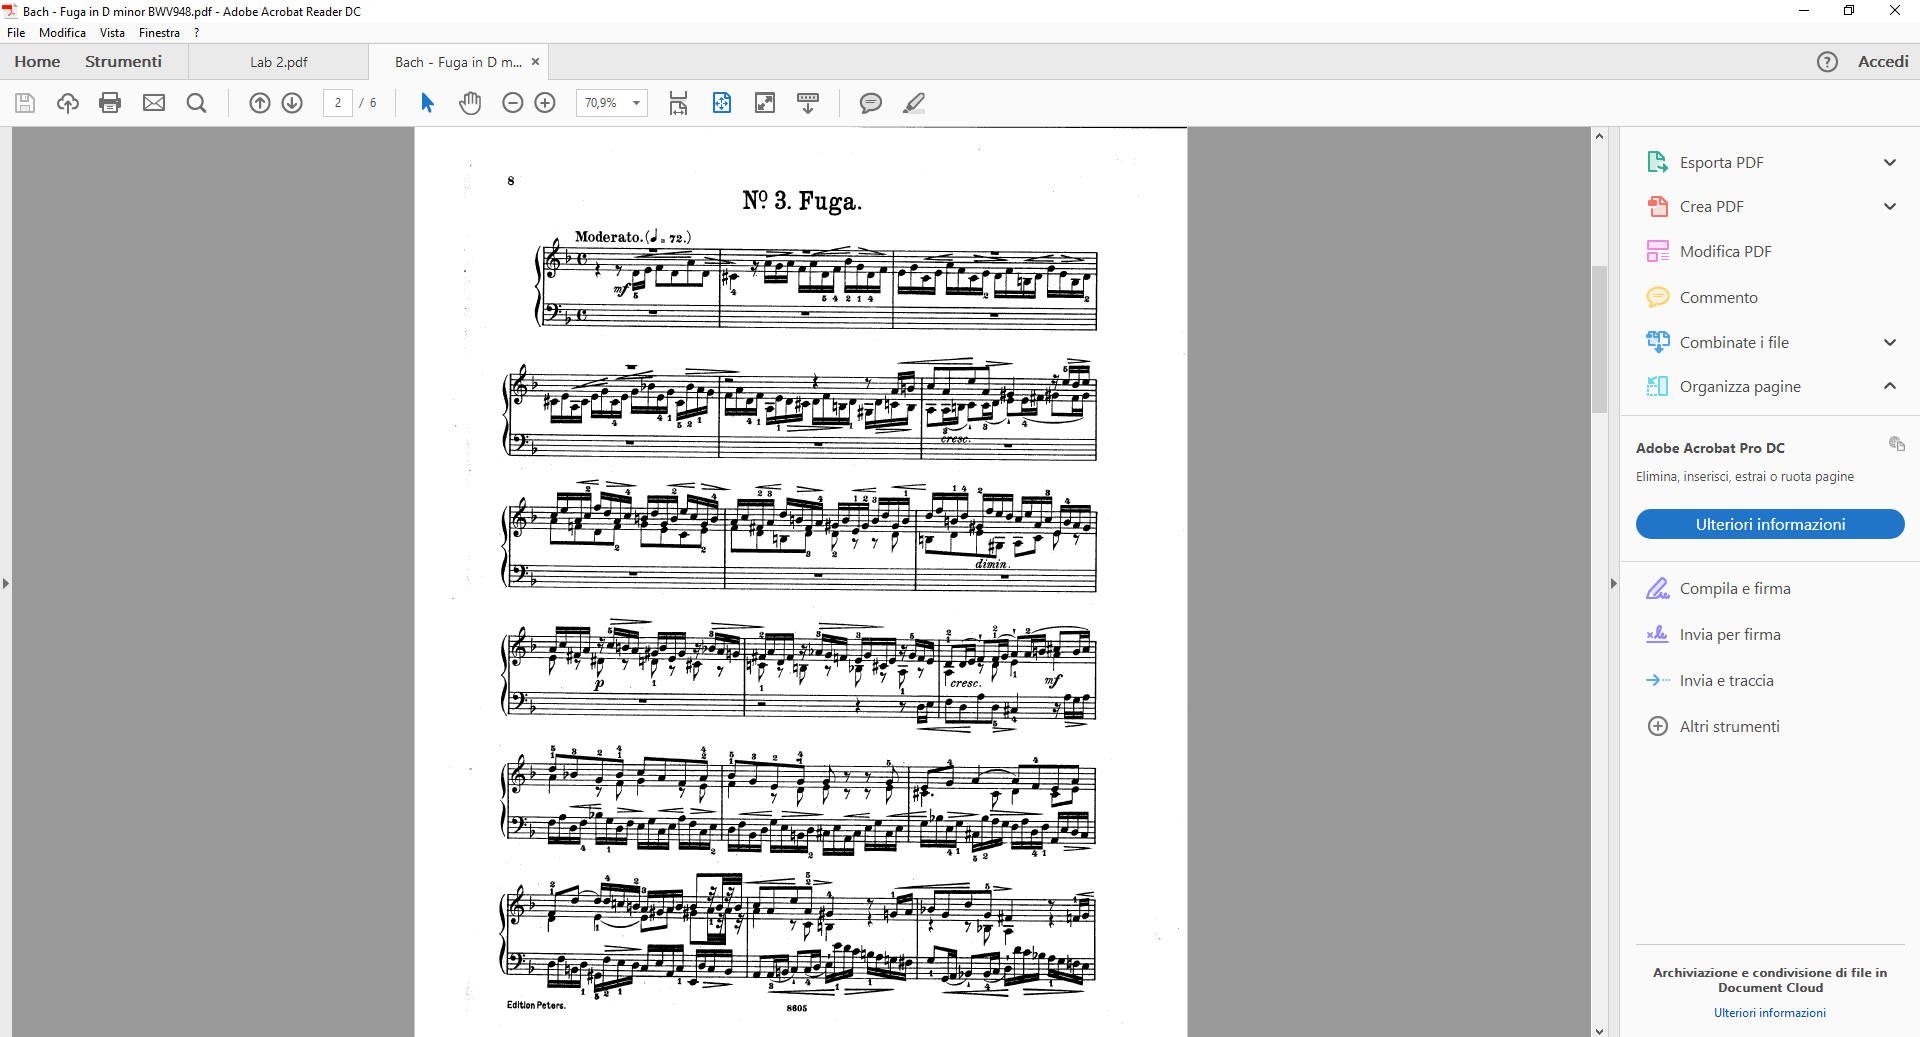 Bach - Fuga in D minor BWV948.pdf - Adobe Acrobat Reader DC
File Modifica Vista Finestra ?
Home Strumenti Lab 2.pdf Bach - Fuga in D m... × ? Accedi
2 / 6 70,9%
8
Nº 3. Fuga.
Moderato. (♩ = 72.)
mf
cresc.
dimin.
p cresc. mf
Edition Peters. 8605
Esporta PDF
Crea PDF
Modifica PDF
Commento
Combinate i file
Organizza pagine
Adobe Acrobat Pro DC
Elimina, inserisci, estrai o ruota pagine
Ulteriori informazioni
Compila e firma
Invia per firma
Invia e traccia
Altri strumenti
Archiviazione e condivisione di file in
Document Cloud
Ulteriori informazioni